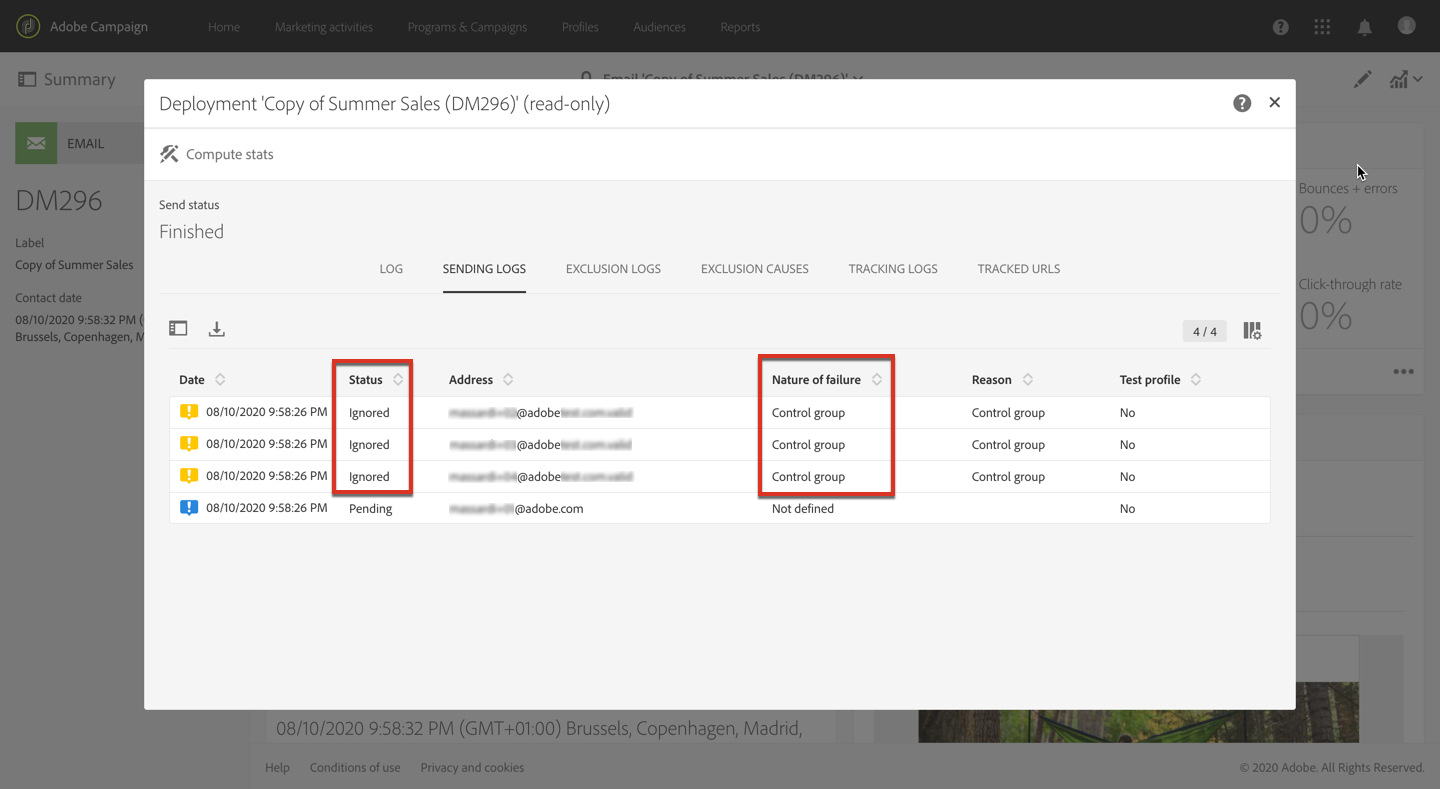 Adobe Campaign Home Marketing activities Programs & Campaigns Profiles Audiences Reports
Summary
Email 'Copy of Summer Sales (DM296)'
EMAIL
DM296
Label
Copy of Summer Sales
Contact date
08/10/2020 9:58:32 PM (
Brussels, Copenhagen, M
Deployment 'Copy of Summer Sales (DM296)' (read-only)
Compute stats
Send status
Finished
LOG SENDING LOGS EXCLUSION LOGS EXCLUSION CAUSES TRACKING LOGS TRACKED URLS
4 / 4
Date Status Address Nature of failure Reason Test profile
08/10/2020 9:58:26 PM Ignored @adobe Control group Control group No
08/10/2020 9:58:26 PM Ignored @adobe Control group Control group No
08/10/2020 9:58:26 PM Ignored @adobe Control group Control group No
08/10/2020 9:58:26 PM Pending @adobe.com Not defined No
Bounces + errors
0%
Click-through rate
0%
08/10/2020 9:58:32 PM (GMT+01:00) Brussels, Copenhagen, Madrid,
Help Conditions of use Privacy and cookies © 2020 Adobe. All Rights Reserved.